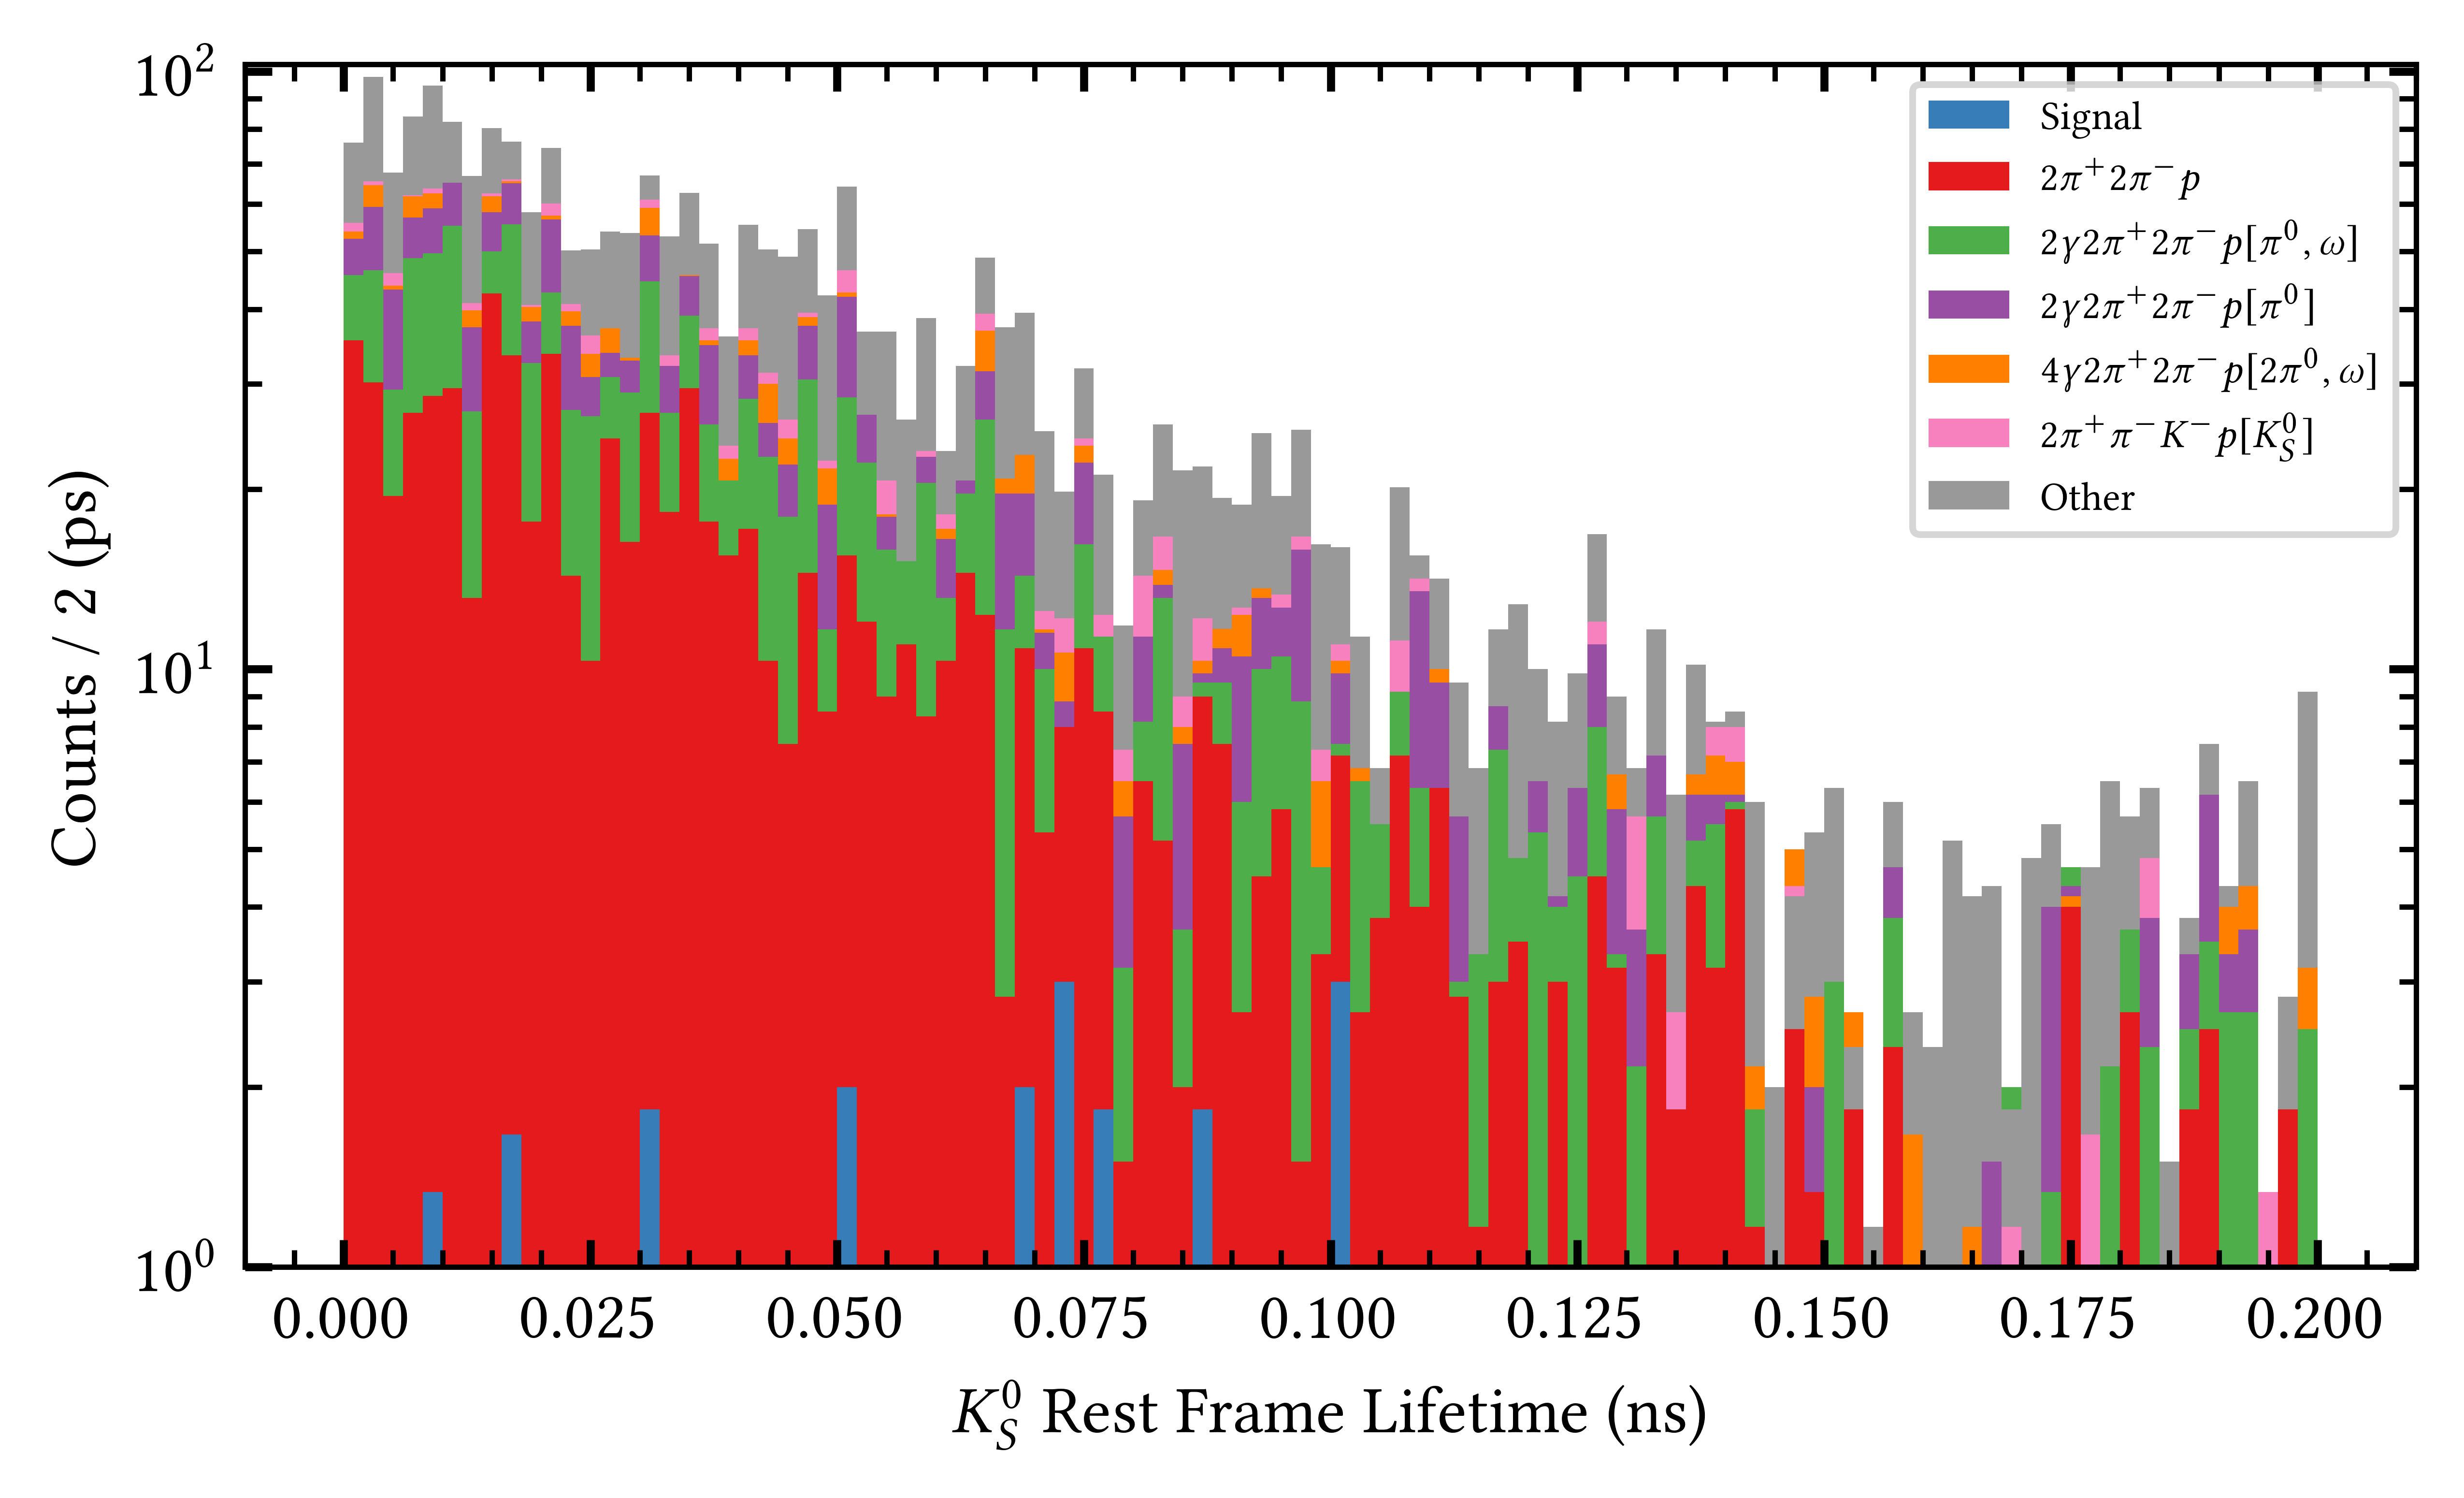 10²
10¹
10⁰
Counts / 2 (ps)
Signal
2π⁺2π⁻p
2γ2π⁺2π⁻p[π⁰, ω]
2γ2π⁺2π⁻p[π⁰]
4γ2π⁺2π⁻p[2π⁰, ω]
2π⁺π⁻K⁻p[K⁰_S]
Other
0.000 0.025 0.050 0.075 0.100 0.125 0.150 0.175 0.200
K⁰_S Rest Frame Lifetime (ns)